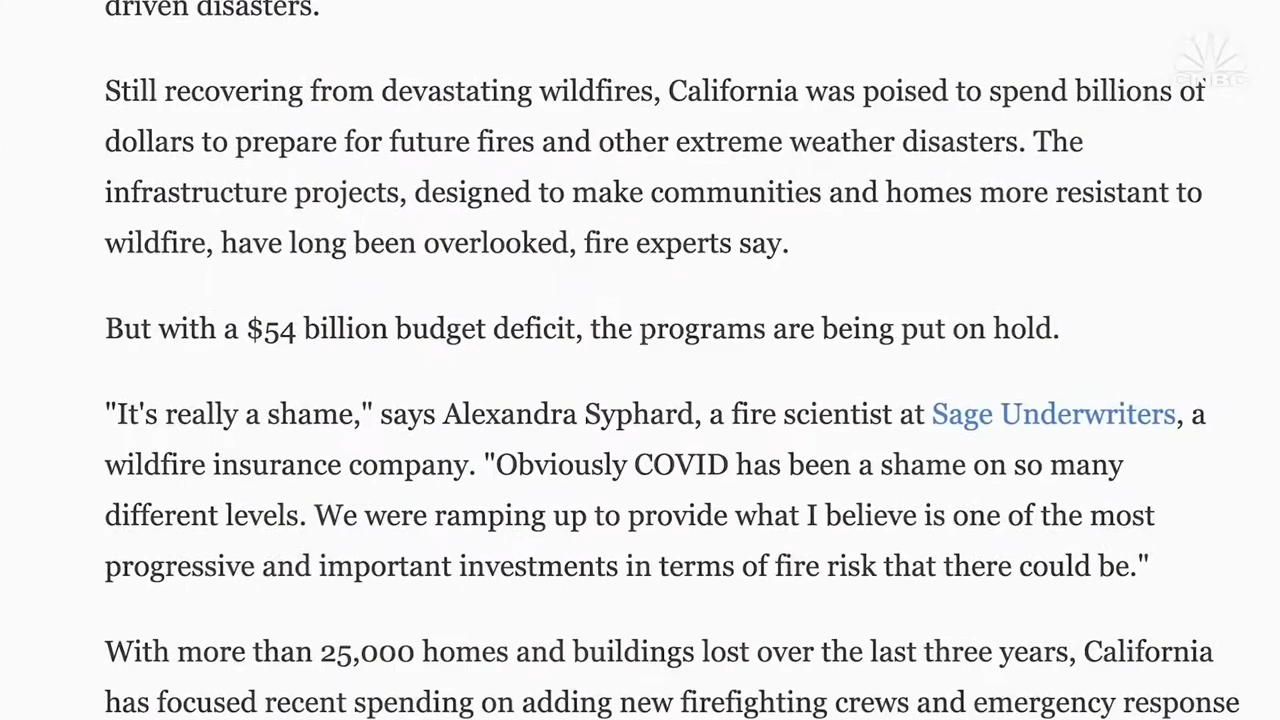 driven disasters.
CNBC
Still recovering from devastating wildfires, California was poised to spend billions of
dollars to prepare for future fires and other extreme weather disasters. The
infrastructure projects, designed to make communities and homes more resistant to
wildfire, have long been overlooked, fire experts say.
But with a $54 billion budget deficit, the programs are being put on hold.
"It's really a shame," says Alexandra Syphard, a fire scientist at Sage Underwriters, a
wildfire insurance company. "Obviously COVID has been a shame on so many
different levels. We were ramping up to provide what I believe is one of the most
progressive and important investments in terms of fire risk that there could be."
With more than 25,000 homes and buildings lost over the last three years, California
has focused recent spending on adding new firefighting crews and emergency response